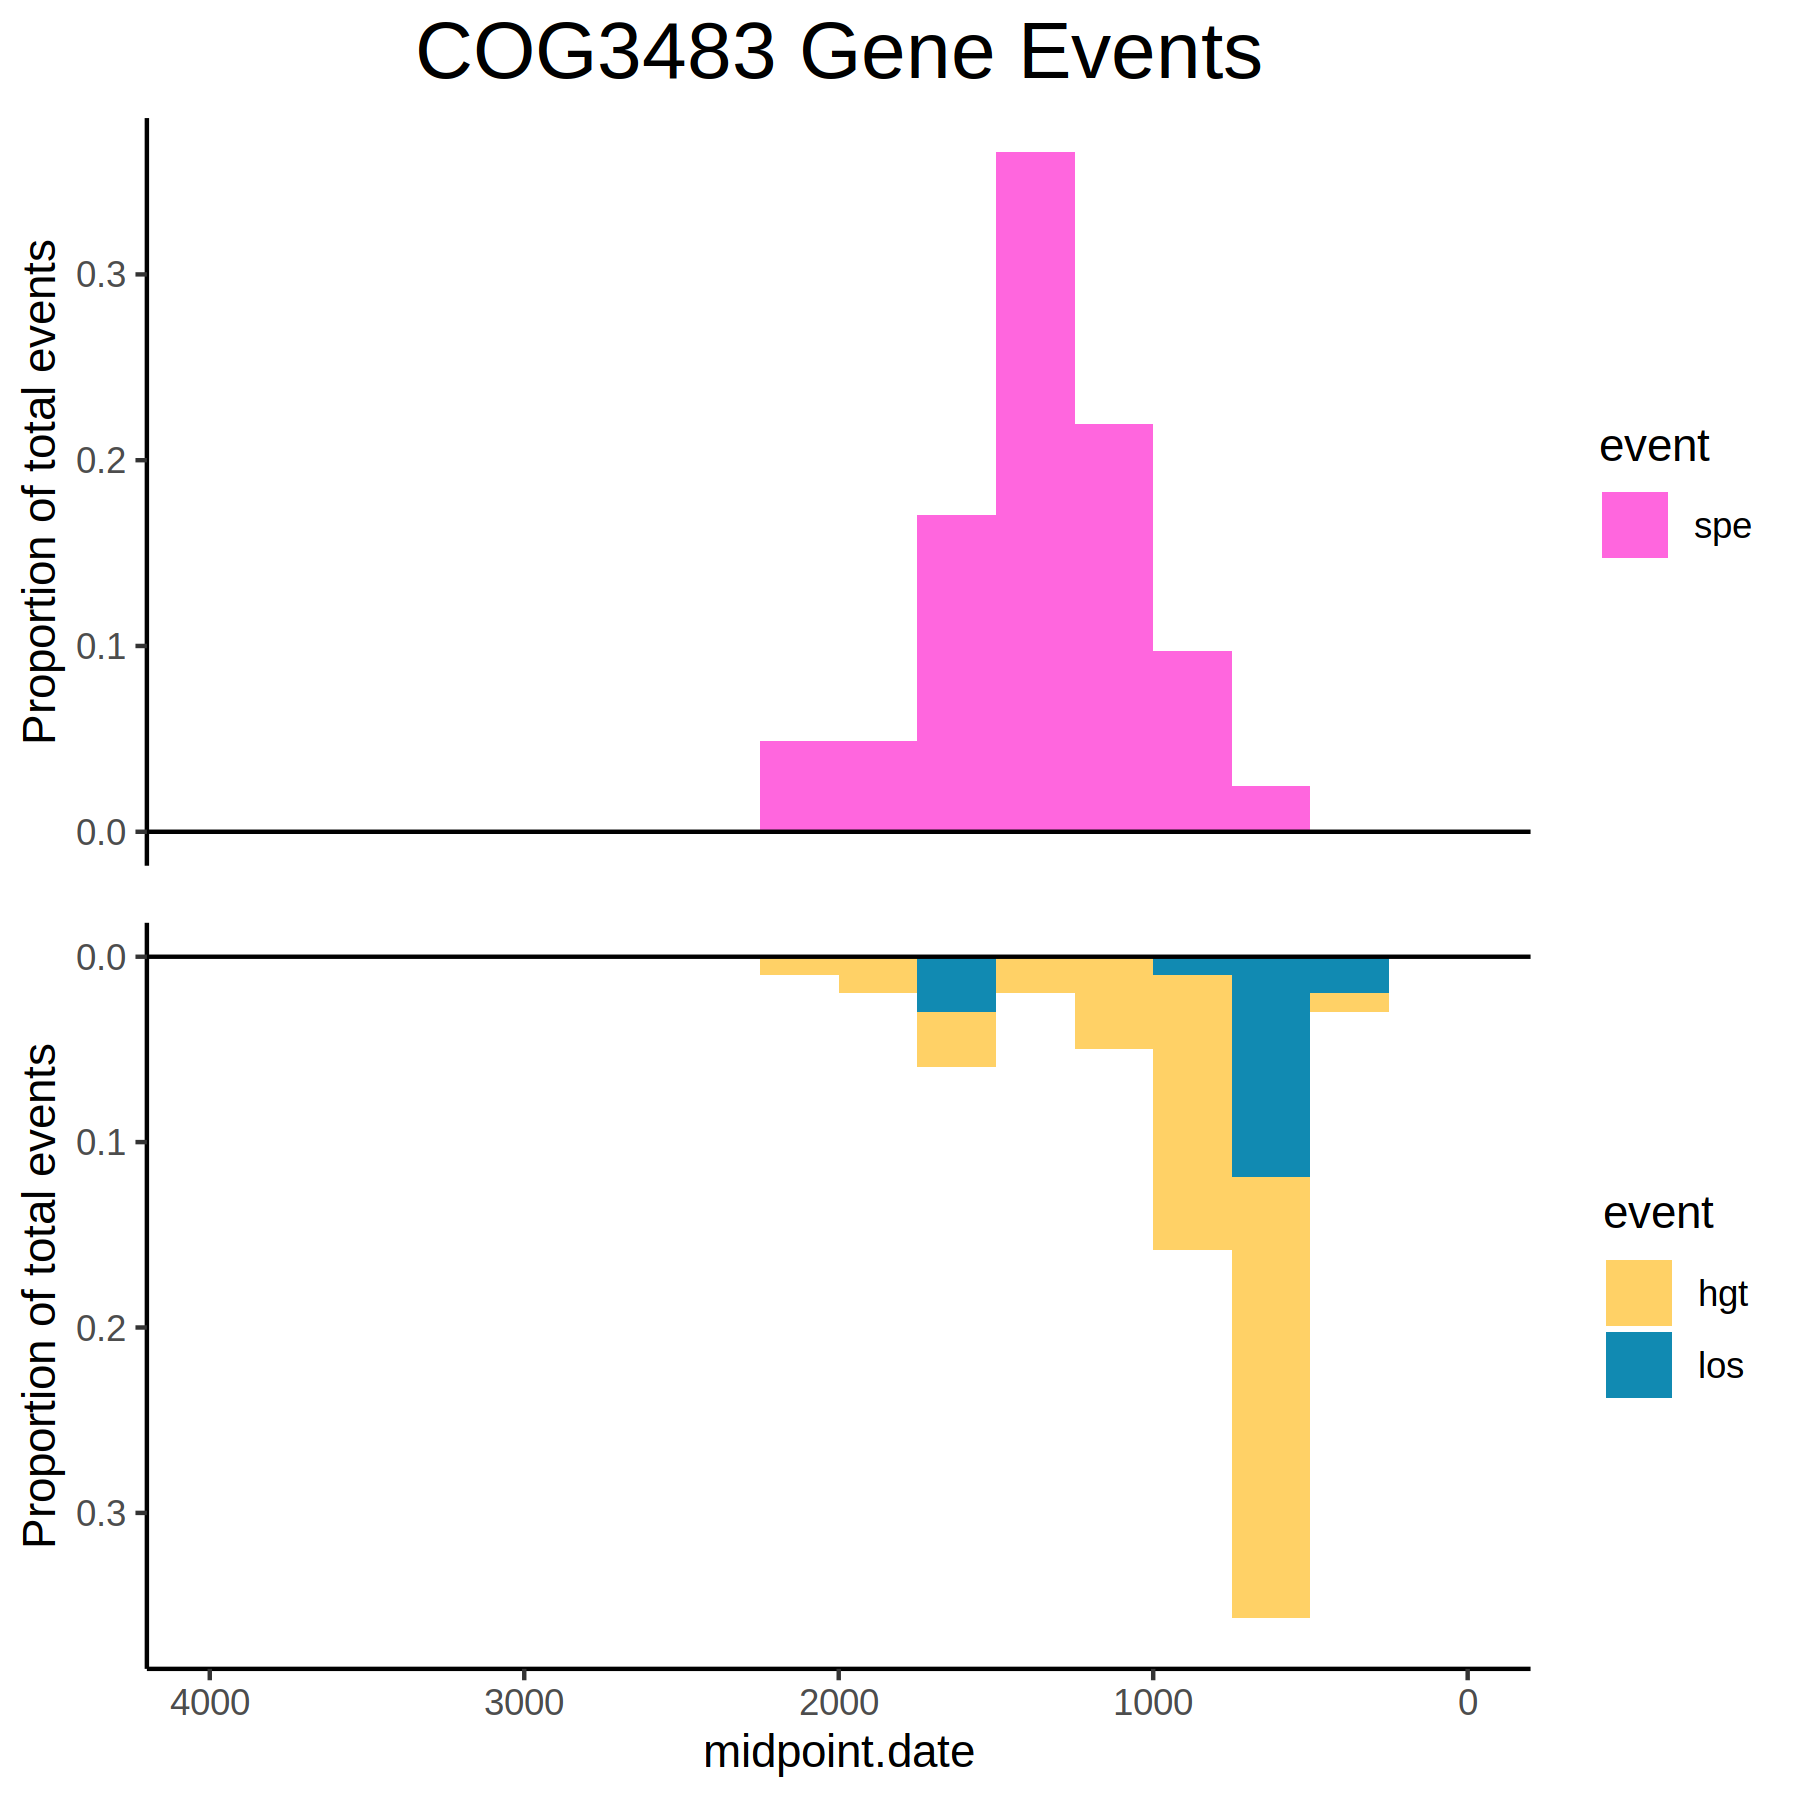 COG3483 Gene Events
Proportion of total events
0.3
0.2
0.1
0.0
event
spe
Proportion of total events
0.0
0.1
0.2
0.3
event
hgt
los
4000 3000 2000 1000 0
midpoint.date